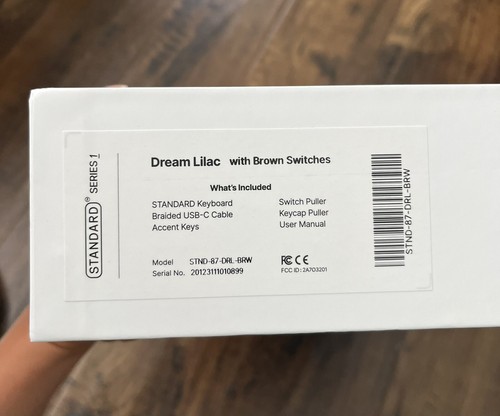 STANDARD® SERIES 1
Dream Lilac with Brown Switches
What's Included
STANDARD Keyboard
Braided USB-C Cable
Accent Keys
Switch Puller
Keycap Puller
User Manual
Model STND-87-DRL-BRW
Serial No. 20123111010899
FC CE
FCC ID : 2A7O3201
STND-87-DRL-BRW